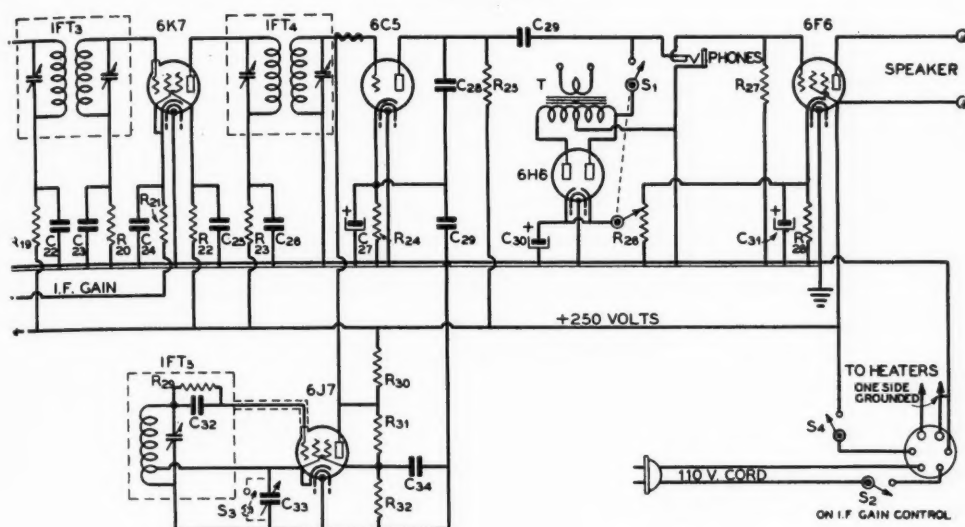 IFT3
6K7
IFT4
6C5
C29
6F6
PHONES
SPEAKER
T
S1
C28
R25
R27
6H6
R19
C22
C23
R20
R21
C24
R22
C25
R23
C26
C27
R24
C29
C30
R26
C31
R28
I.F. GAIN
+250 VOLTS
IFT5
R29
C32
6J7
R30
R31
C34
R32
S3
C33
TO HEATERS
ONE SIDE
GROUNDED
S4
110 V. CORD
S2
ON I.F. GAIN CONTROL